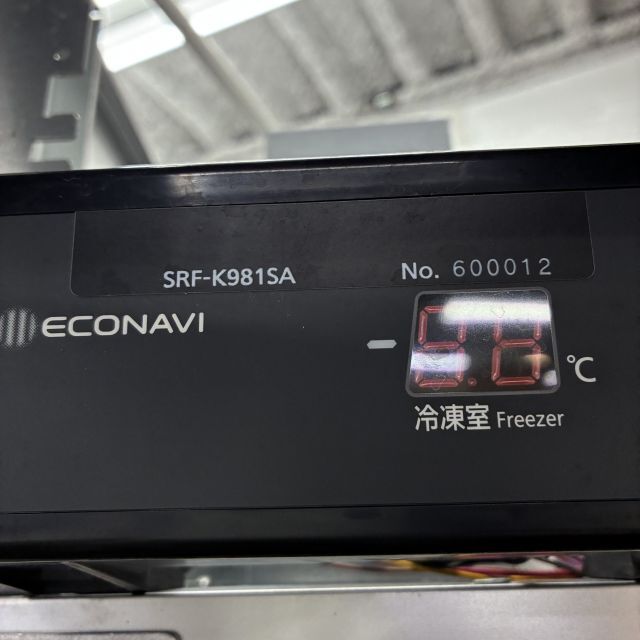 SRF-K981SA No. 600012
ECONAVI
℃
冷凍室 Freezer